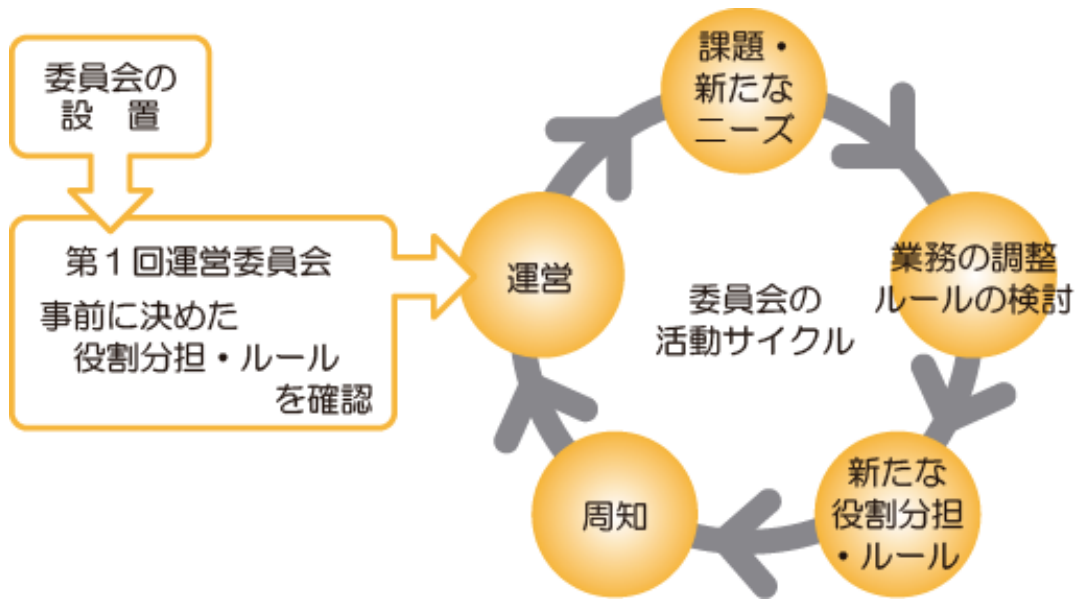 委員会の
設 置
第1回運営委員会
事前に決めた
役割分担・ルール
を確認
運営
課題・
新たな
ニーズ
業務の調整
ルールの検討
新たな
役割分担
・ルール
周知
委員会の
活動サイクル